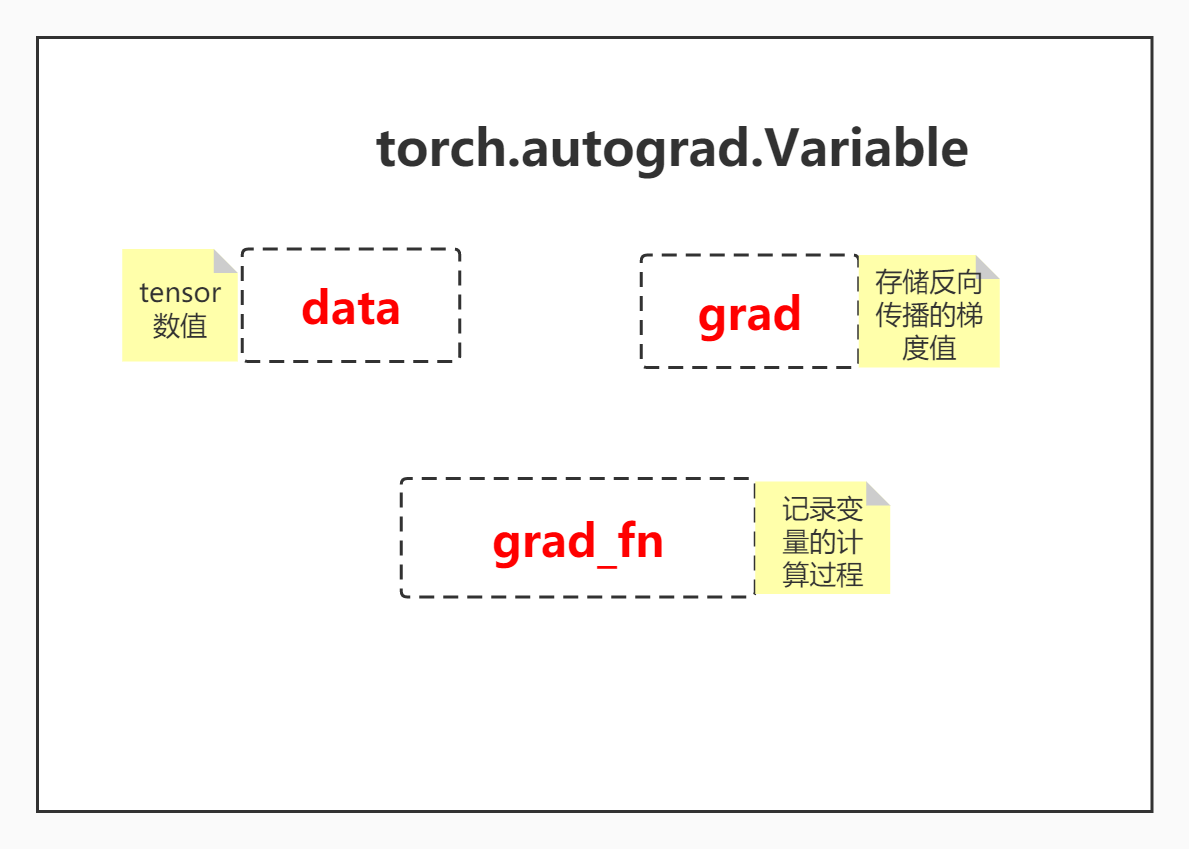 torch.autograd.Variable
tensor
数值
data
grad
存储反向
传播的梯
度值
grad_fn
记录变
量的计
算过程